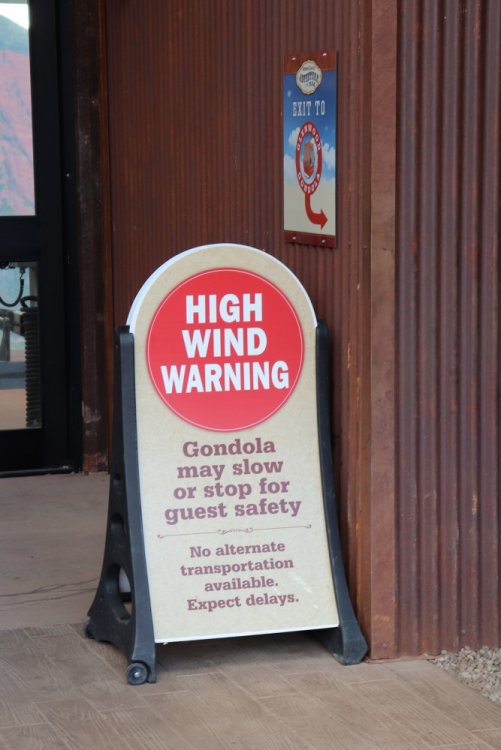 EXIT TO
HIGH
WIND
WARNING
Gondola
may slow
or stop for
guest safety
No alternate
transportation
available.
Expect delays.